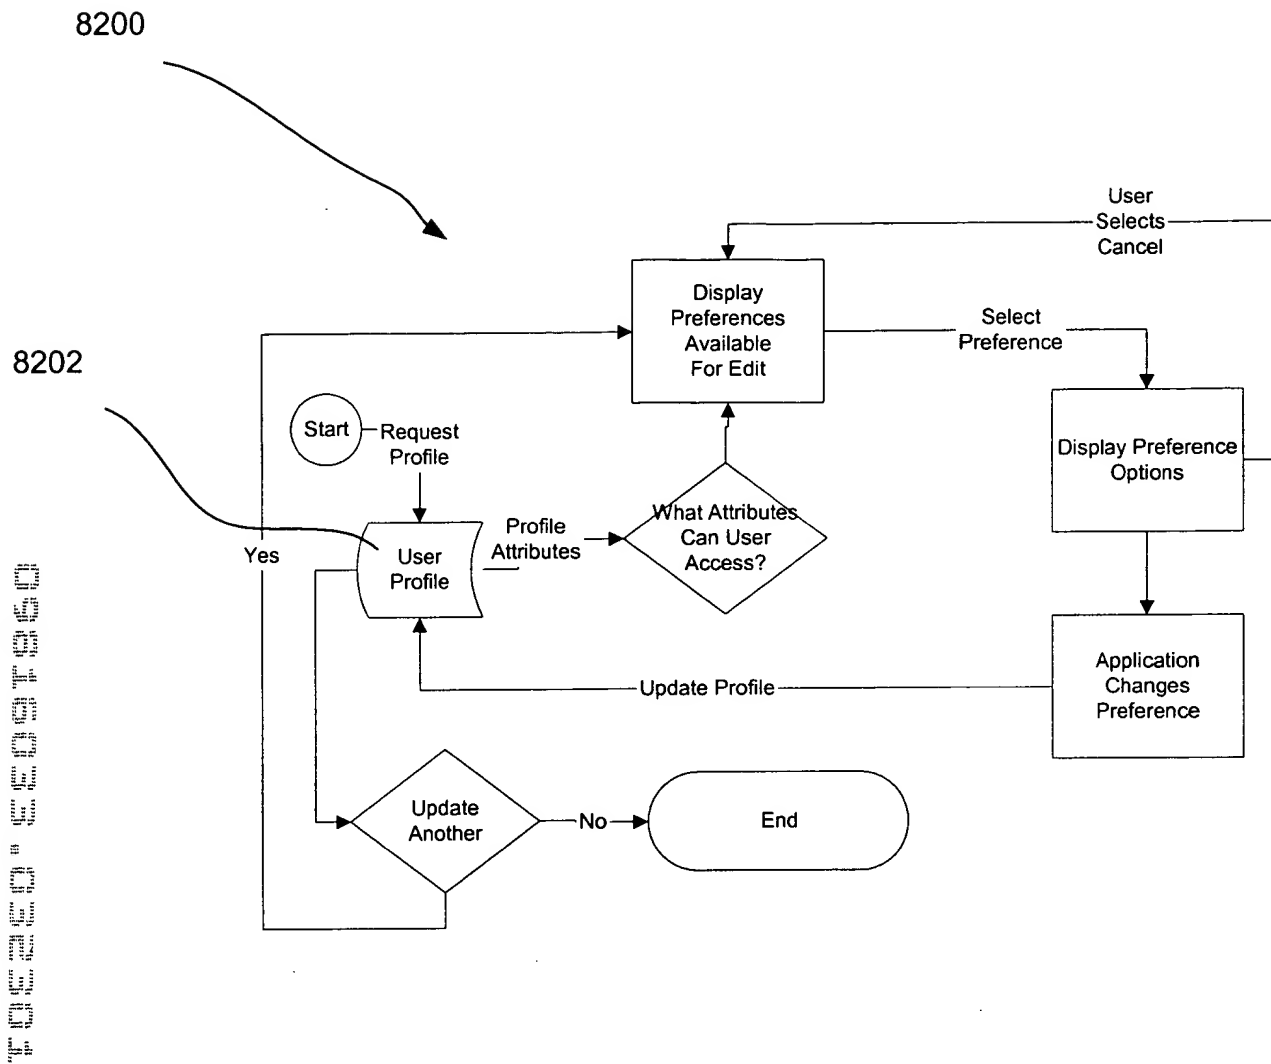 8200
User
Selects
Cancel
Display
Preferences
Available
For Edit
Select
Preference
8202
Start
Request
Profile
Display Preference
Options
What Attributes
Can User
Access?
Profile
Attributes
User
Profile
Yes
Application
Changes
Preference
Update Profile
Update
Another
No
End